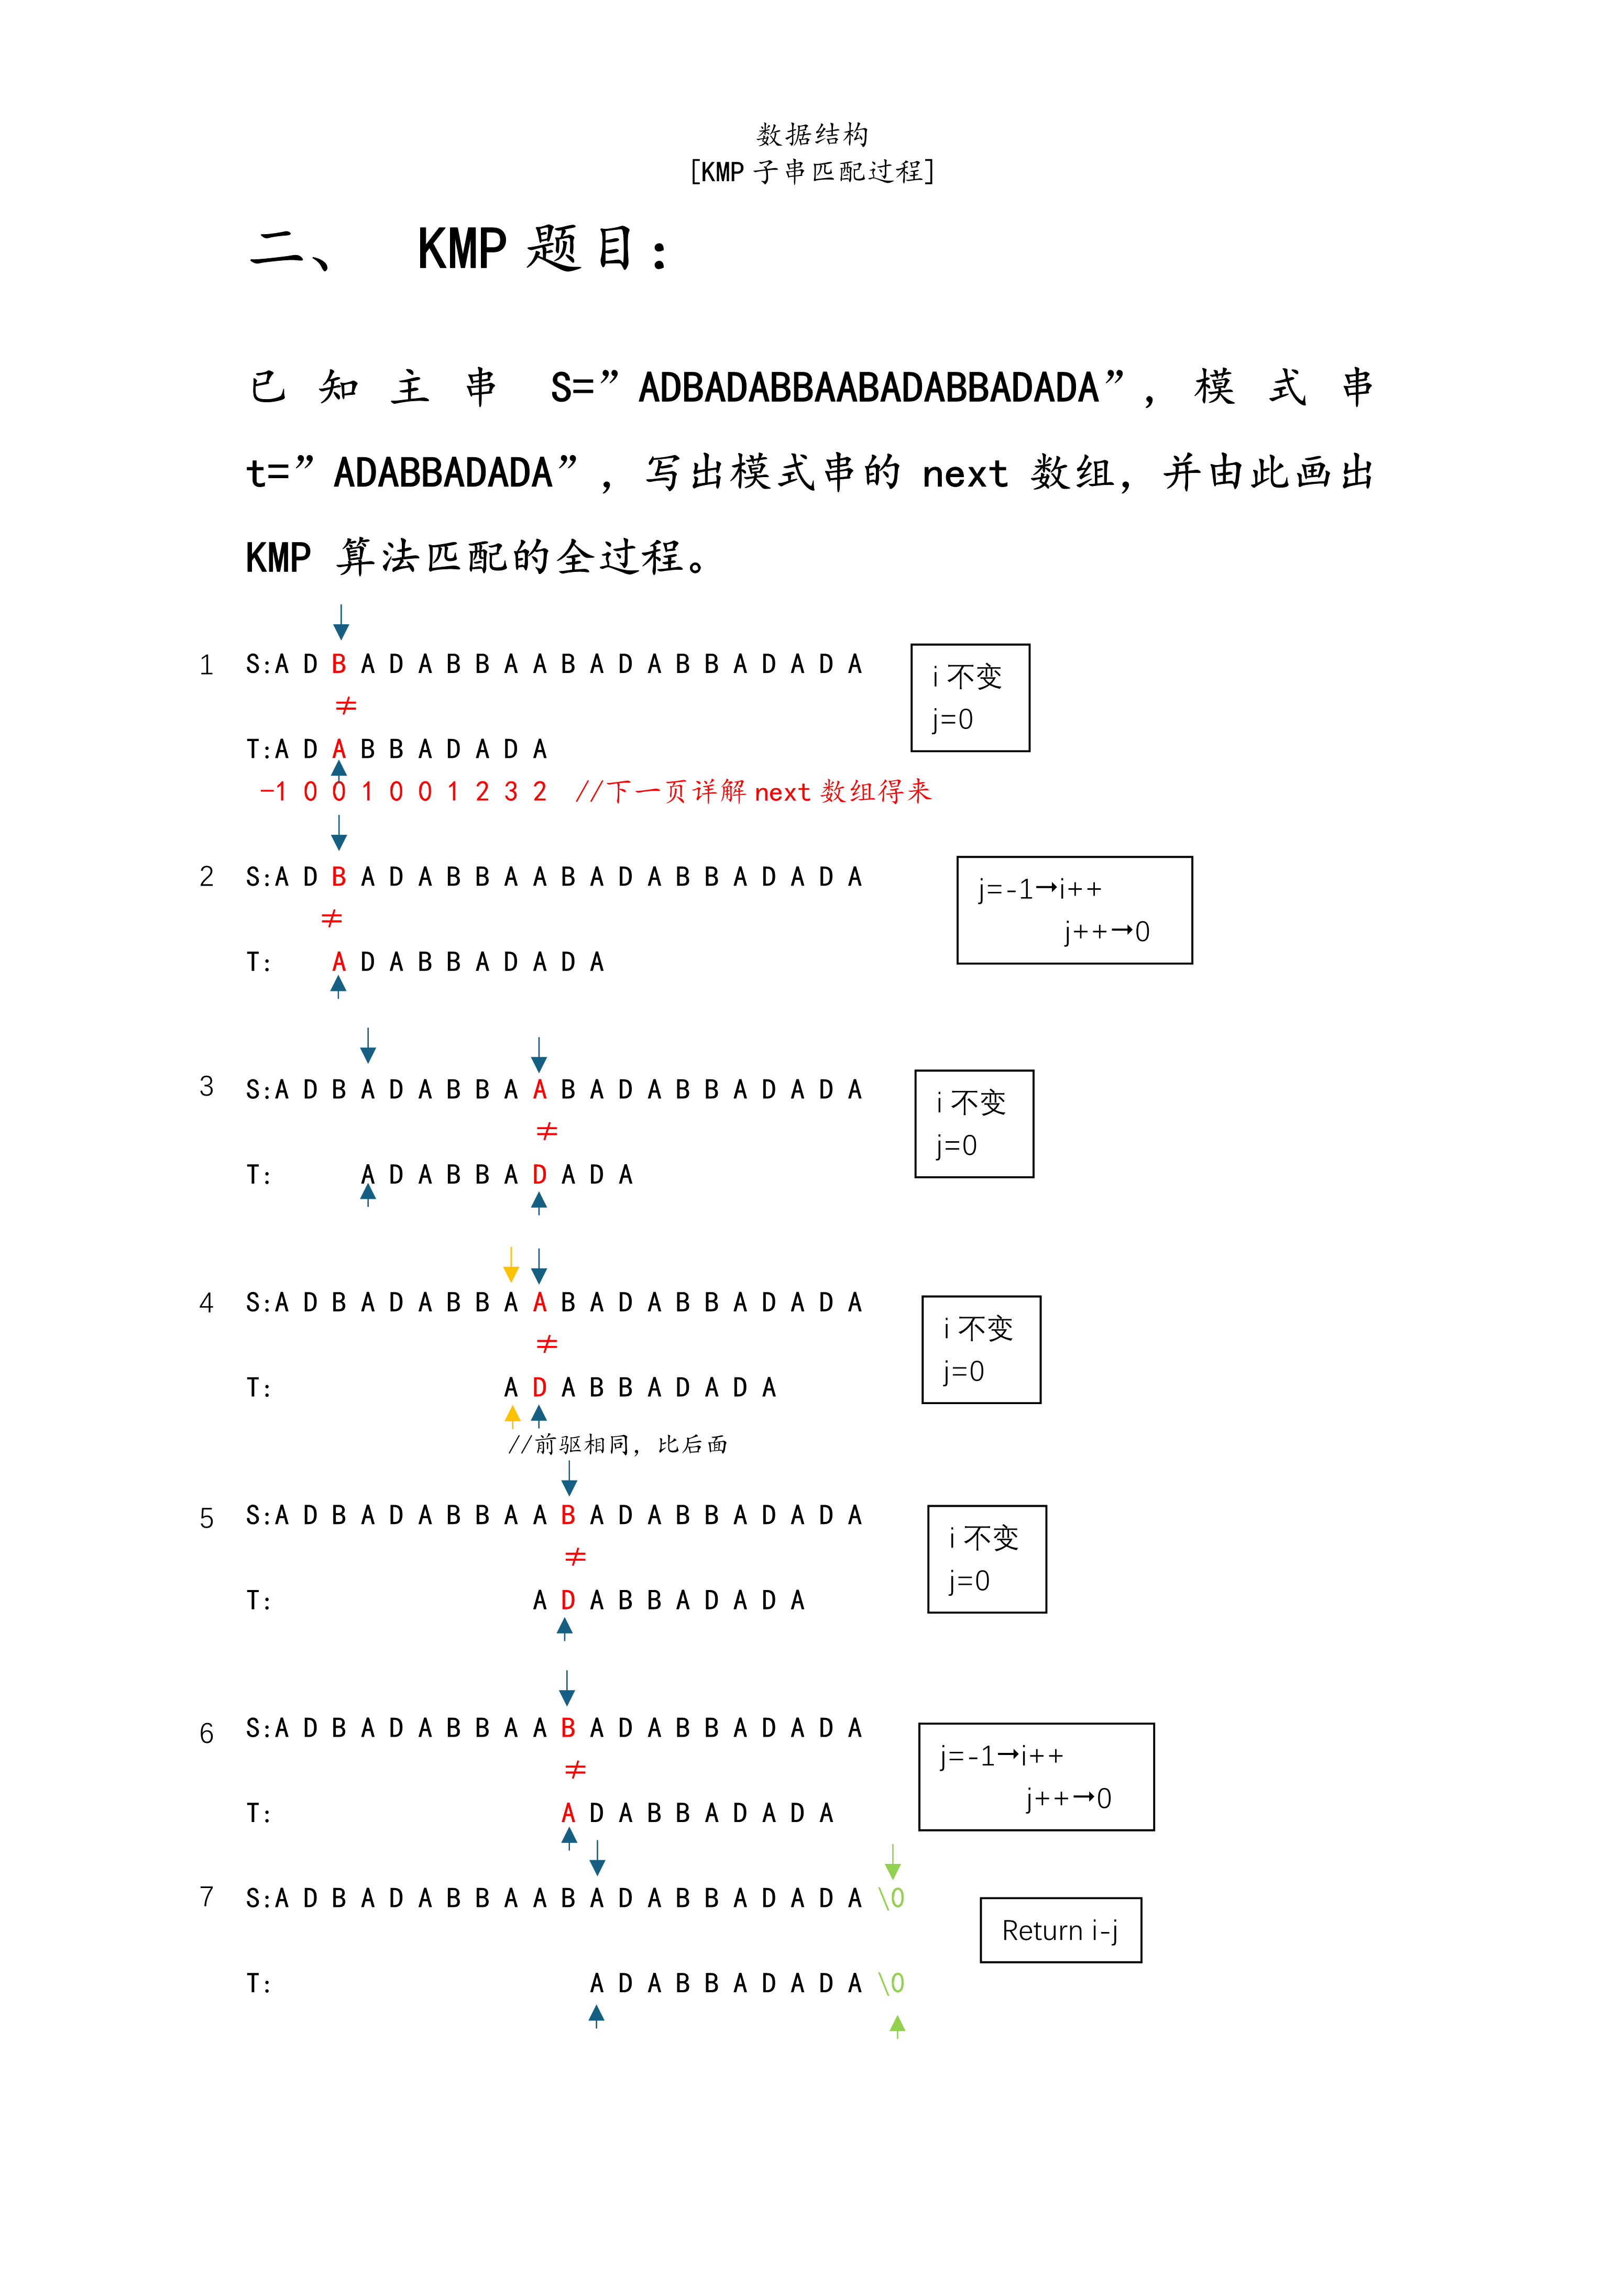 数据结构
[KMP 子串匹配过程]
二、 KMP 题目：
已知主串 S=”ADBADABBAABADABBADADA”，模式串
t=”ADABBADADA”，写出模式串的 next 数组，并由此画出
KMP 算法匹配的全过程。
1 S:A D B A D A B B A A B A D A B B A D A D A
i 不变
≠
j=0
T:A D A B B A D A D A
-1 0 0 1 0 0 1 2 3 2 //下一页详解 next 数组得来
2 S:A D B A D A B B A A B A D A B B A D A D A
j=-1→i++
≠
j++→0
T: A D A B B A D A D A
3 S:A D B A D A B B A A B A D A B B A D A D A
i 不变
≠
j=0
T: A D A B B A D A D A
4 S:A D B A D A B B A A B A D A B B A D A D A
i 不变
≠
j=0
T: A D A B B A D A D A
//前驱相同，比后面
5 S:A D B A D A B B A A B A D A B B A D A D A
i 不变
≠
j=0
T: A D A B B A D A D A
6 S:A D B A D A B B A A B A D A B B A D A D A
j=-1→i++
≠
j++→0
T: A D A B B A D A D A
7 S:A D B A D A B B A A B A D A B B A D A D A \0
Return i-j
T: A D A B B A D A D A \0